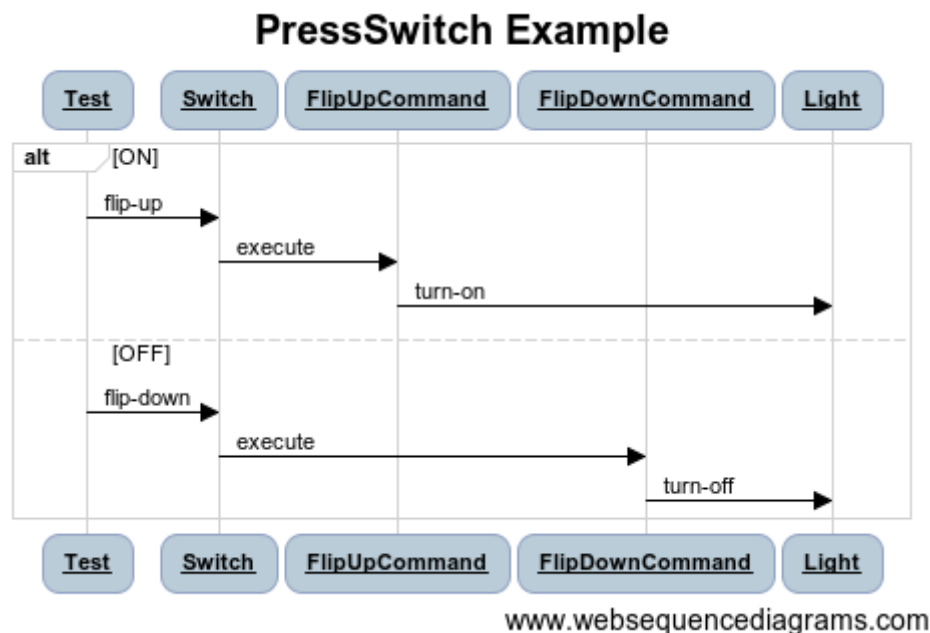 PressSwitch Example
Test Switch FlipUpCommand FlipDownCommand Light
alt [ON]
flip-up
execute
turn-on
[OFF]
flip-down
execute
turn-off
Test Switch FlipUpCommand FlipDownCommand Light
www.websequencediagrams.com